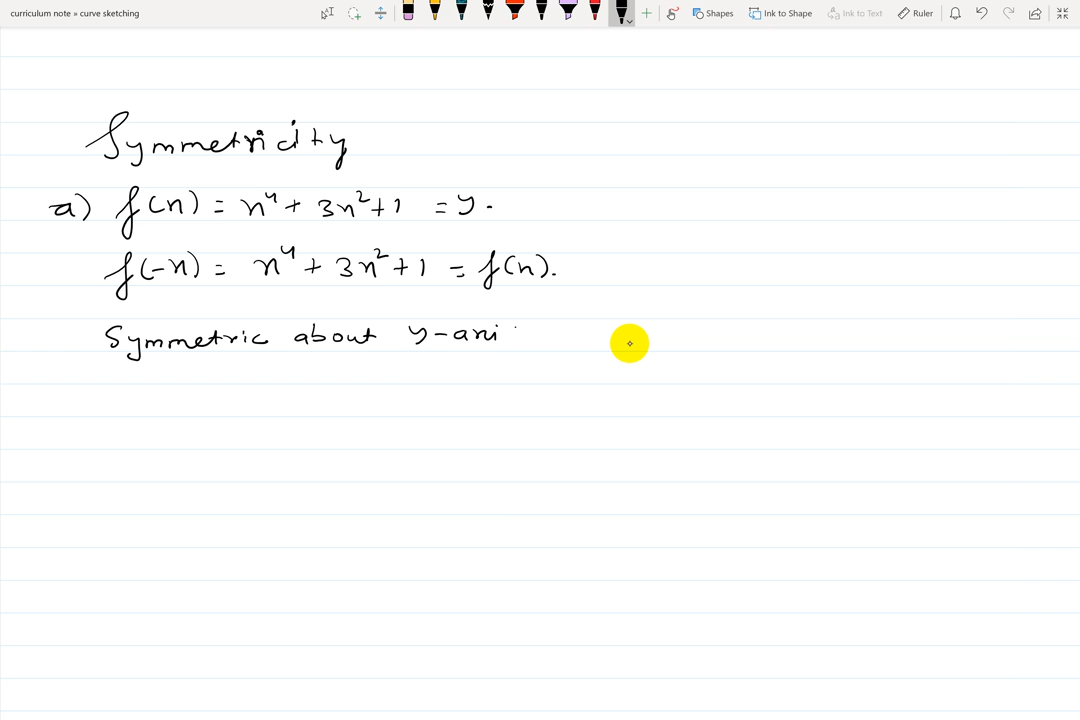 curriculum note » curve sketching
Shapes Ink to Shape Ink to Text Ruler
Symmetricity
a) f(x) = x⁴ + 3x² + 1 = y.
f(-x) = x⁴ + 3x² + 1 = f(x).
Symmetric about y-axi